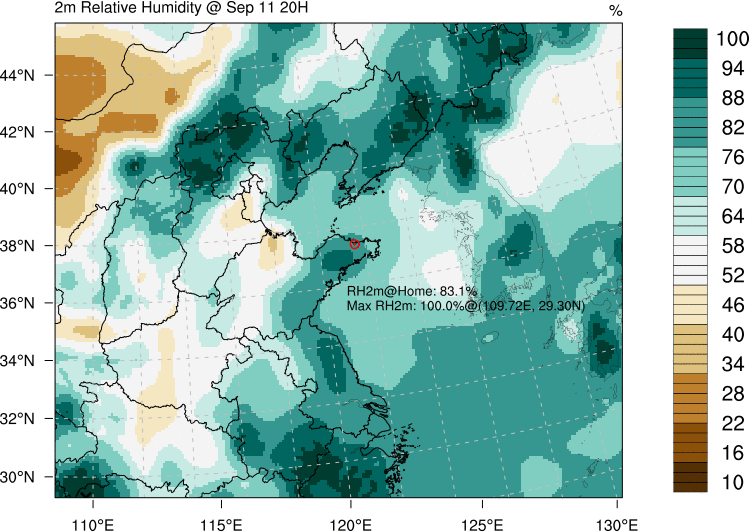 2m Relative Humidity @ Sep 11 20H
%
44°N
42°N
40°N
38°N
36°N
34°N
32°N
30°N
RH2m@Home: 83.1%
Max RH2m: 100.0%@(109.72E, 29.30N)
110°E
115°E
120°E
125°E
130°E
100
94
88
82
76
70
64
58
52
46
40
34
28
22
16
10